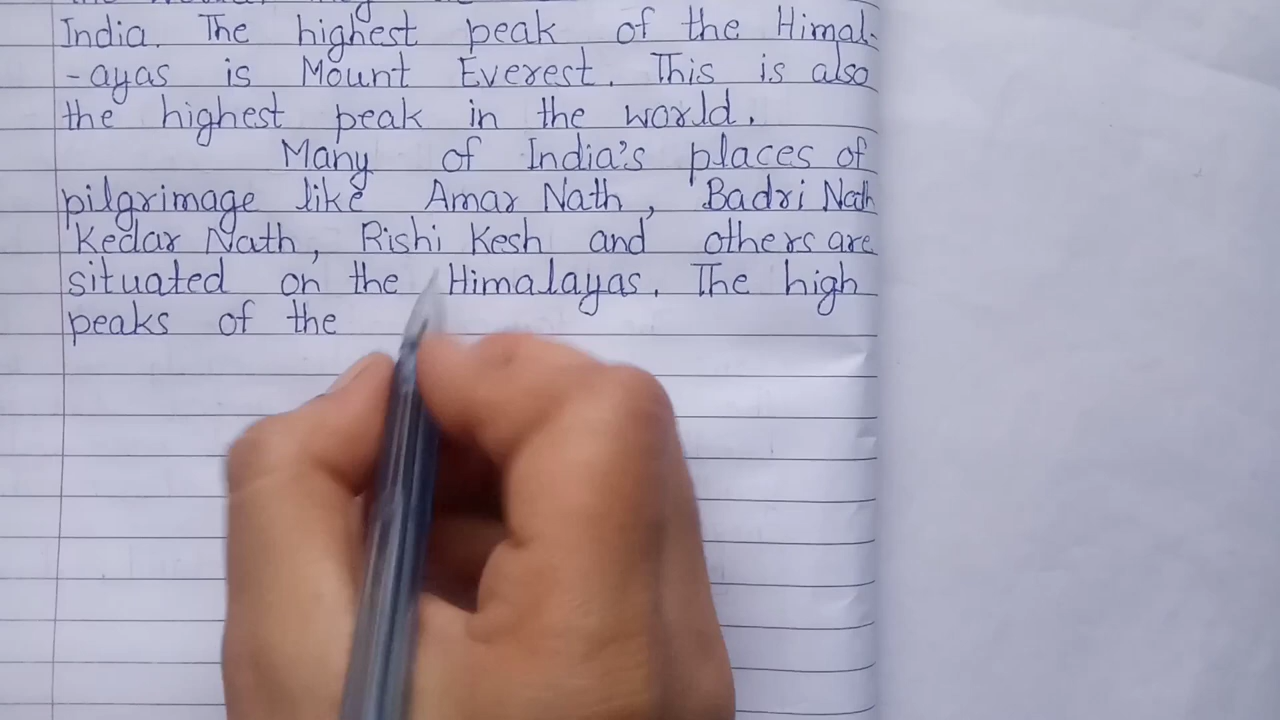 India. The highest peak of the Himal-
-ayas is Mount Everest. This is also
the highest peak in the world.
Many of India's places of
pilgrimage like Amar Nath, Badri Nath
Kedar Nath, Rishi Kesh and others are
situated on the Himalayas. The high
peaks of the